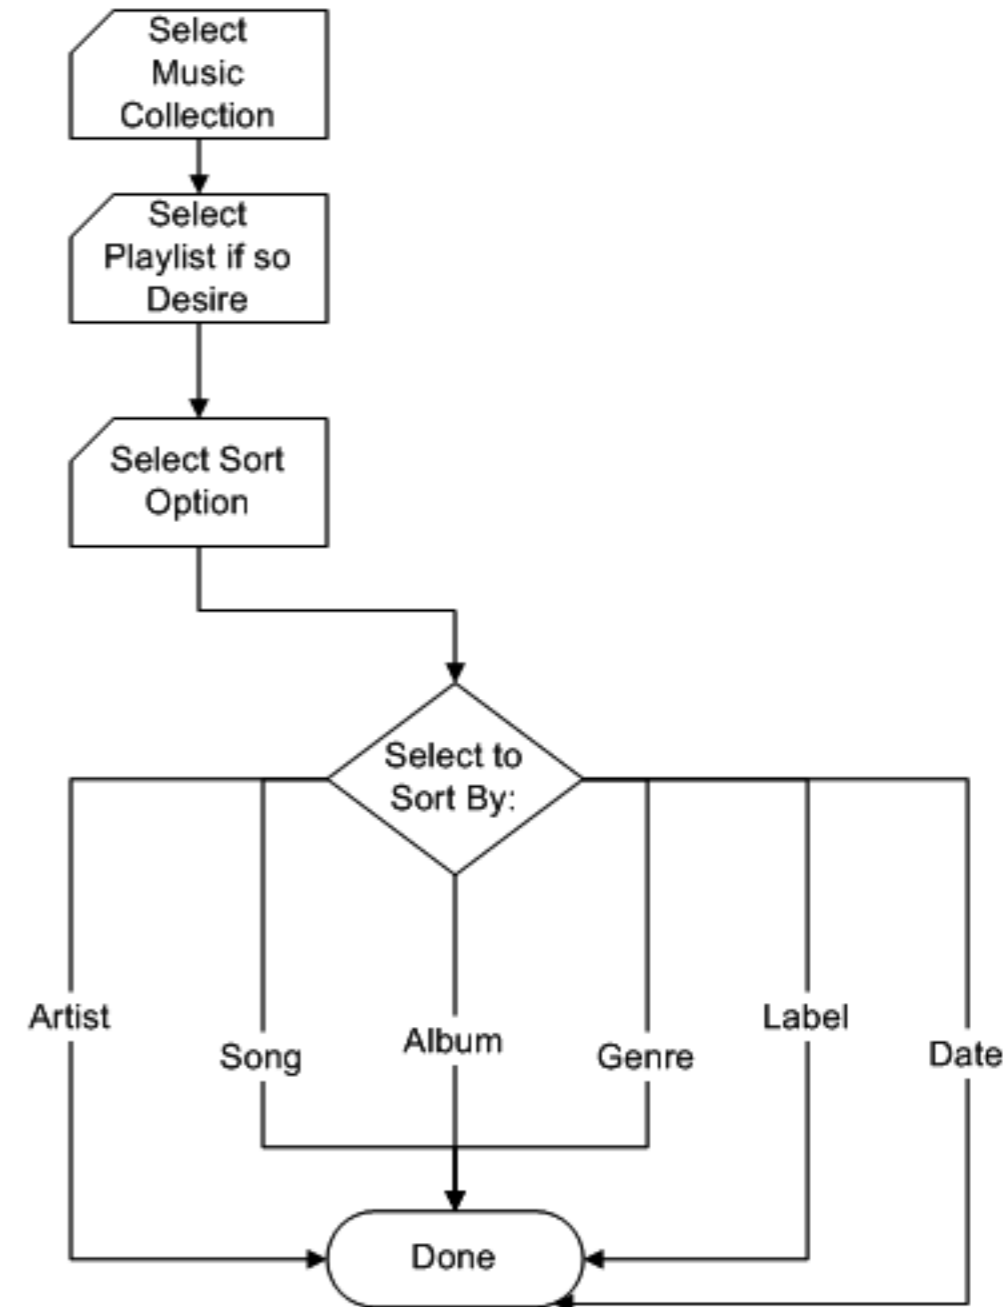 Select
Music
Collection
Select
Playlist if so
Desire
Select Sort
Option
Select to
Sort By:
Artist
Song
Album
Genre
Label
Date
Done